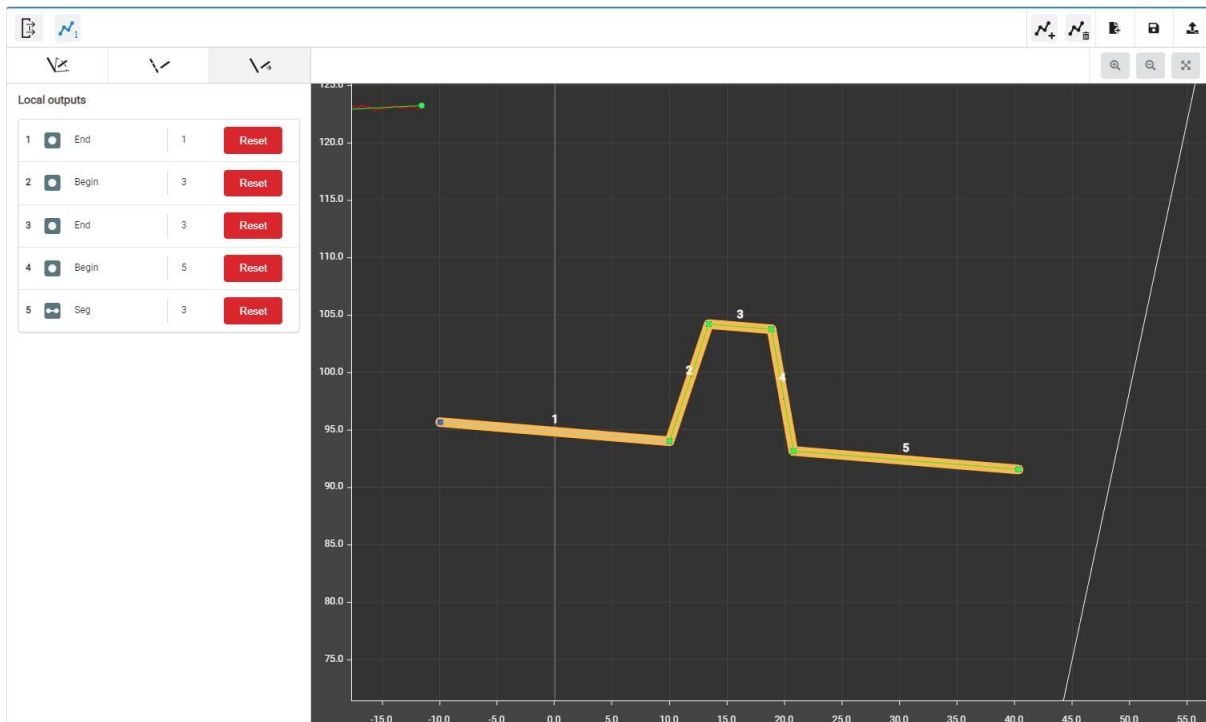 1
Local outputs
1 End 1 Reset
2 Begin 3 Reset
3 End 3 Reset
4 Begin 5 Reset
5 Seg 3 Reset
125.0
120.0
115.0
110.0
105.0
100.0
95.0
90.0
85.0
80.0
75.0
3
2
4
1
5
-15.0 -10.0 -5.0 0.0 5.0 10.0 15.0 20.0 25.0 30.0 35.0 40.0 45.0 50.0 55.0